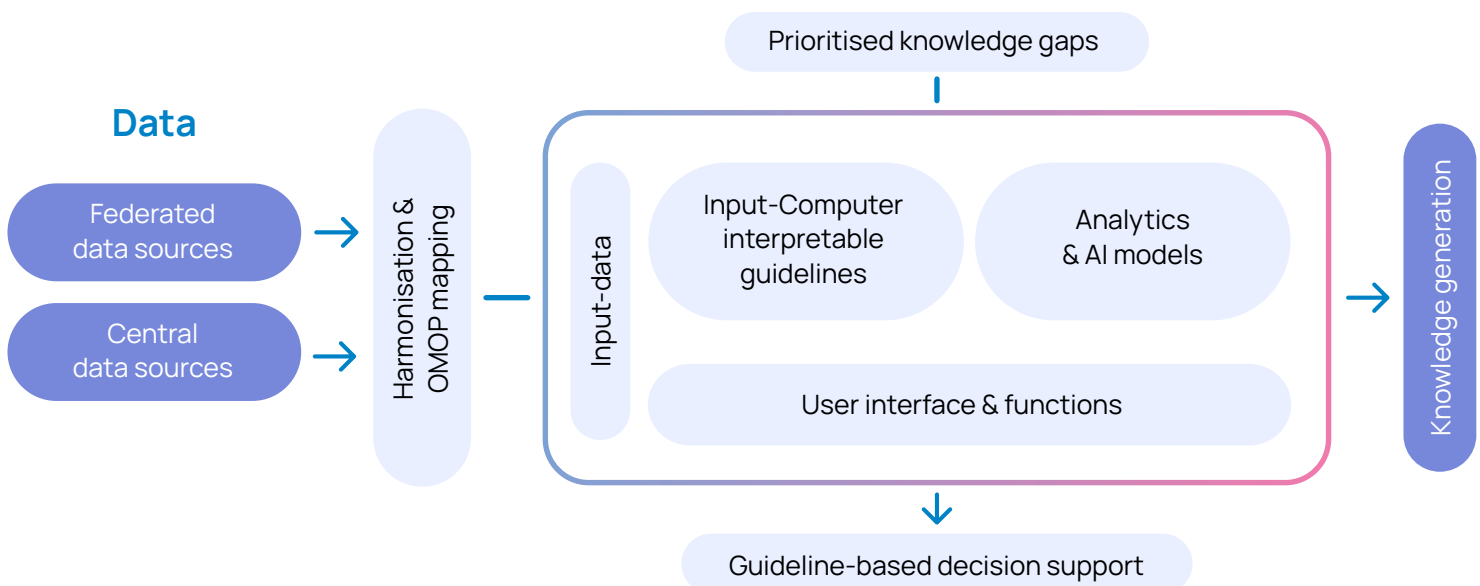 Prioritised knowledge gaps
Data
Federated
data sources
Central
data sources
Harmonisation &
OMOP mapping
Input-data
Input-Computer
interpretable
guidelines
Analytics
& AI models
User interface & functions
Knowledge generation
Guideline-based decision support